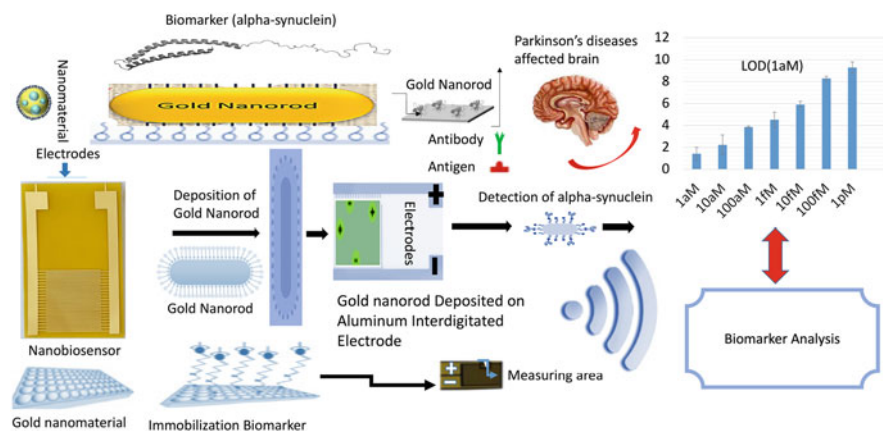 Biomarker (alpha-synuclein)
Nanomaterial
Gold Nanorod
Gold Nanorod
Antibody
Antigen
Parkinson's diseases
affected brain
12
10
8
6
4
2
0
LOD(1aM)
1aM
10aM
100aM
1fM
10fM
100fM
1pM
Electrodes
Deposition of
Gold Nanorod
Gold Nanorod
Electrodes
+
−
Detection of alpha-synuclein
Gold nanorod Deposited on
Aluminum Interdigitated
Electrode
Nanobiosensor
Biomarker Analysis
+
−
Measuring area
Gold nanomaterial
Immobilization Biomarker